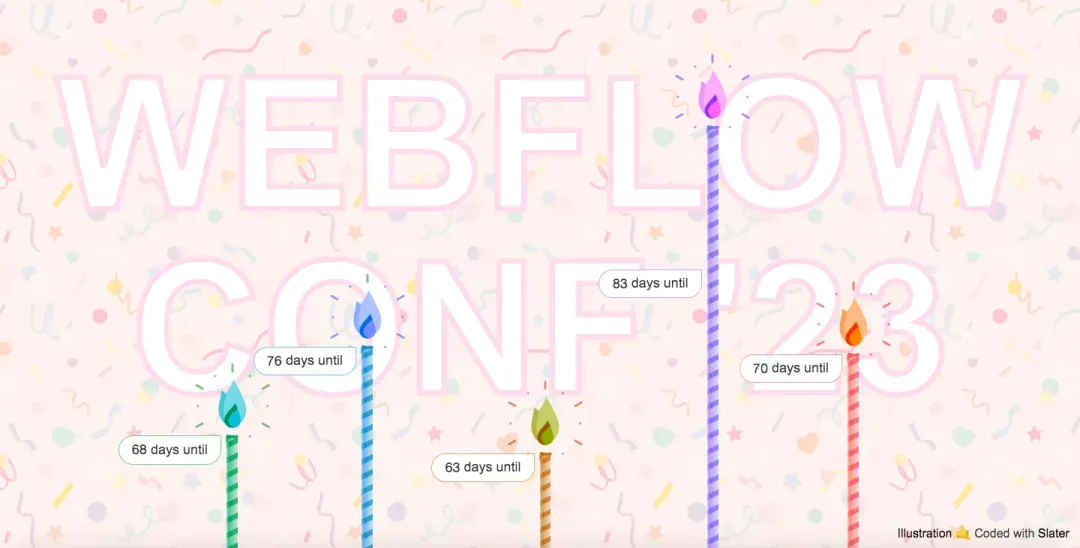 WEBFLOW
CONF '23
83 days until
76 days until
70 days until
68 days until
63 days until
Illustration 🤙 Coded with Slater